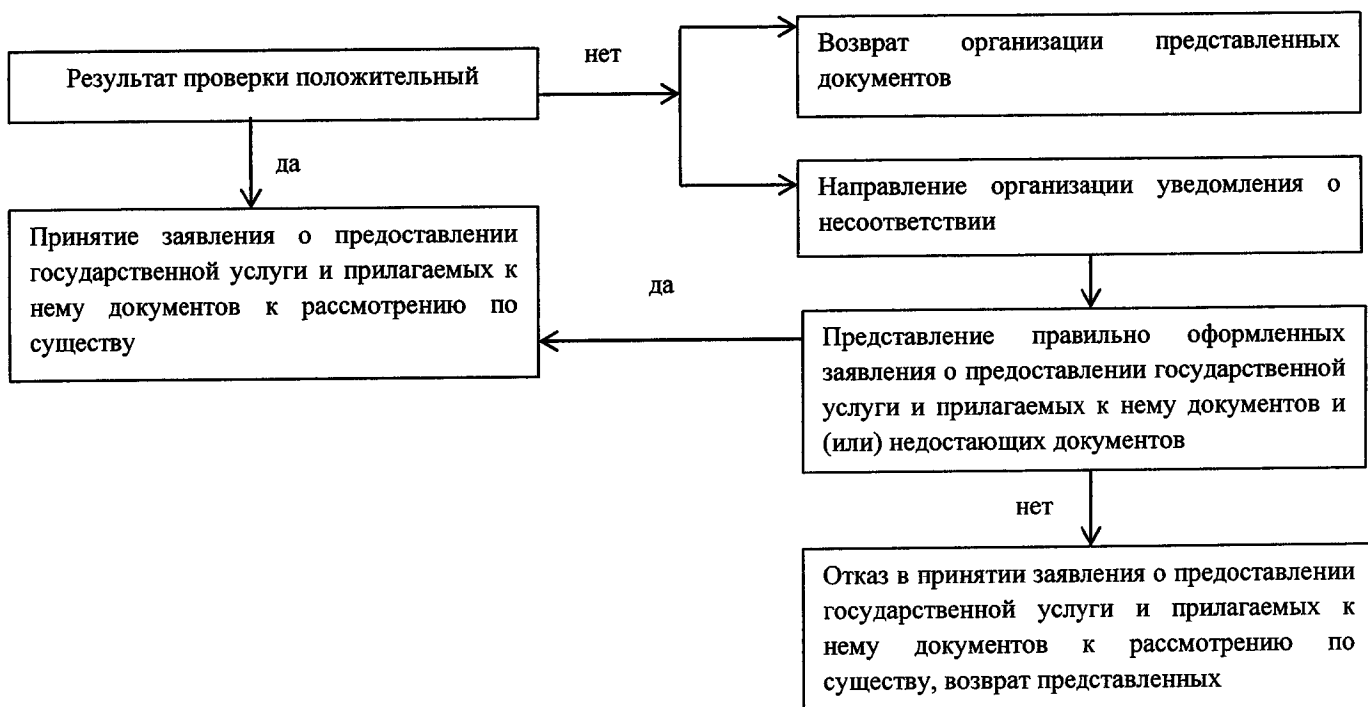 Результат проверки положительный
нет
Возврат организации представленных
документов
да
Направление организации уведомления о
несоответствии
Принятие заявления о предоставлении
государственной услуги и прилагаемых к
нему документов к рассмотрению по
существу
да
Представление правильно оформленных
заявления о предоставлении государственной
услуги и прилагаемых к нему документов и
(или) недостающих документов
нет
Отказ в принятии заявления о предоставлении
государственной услуги и прилагаемых к
нему документов к рассмотрению по
существу, возврат представленных